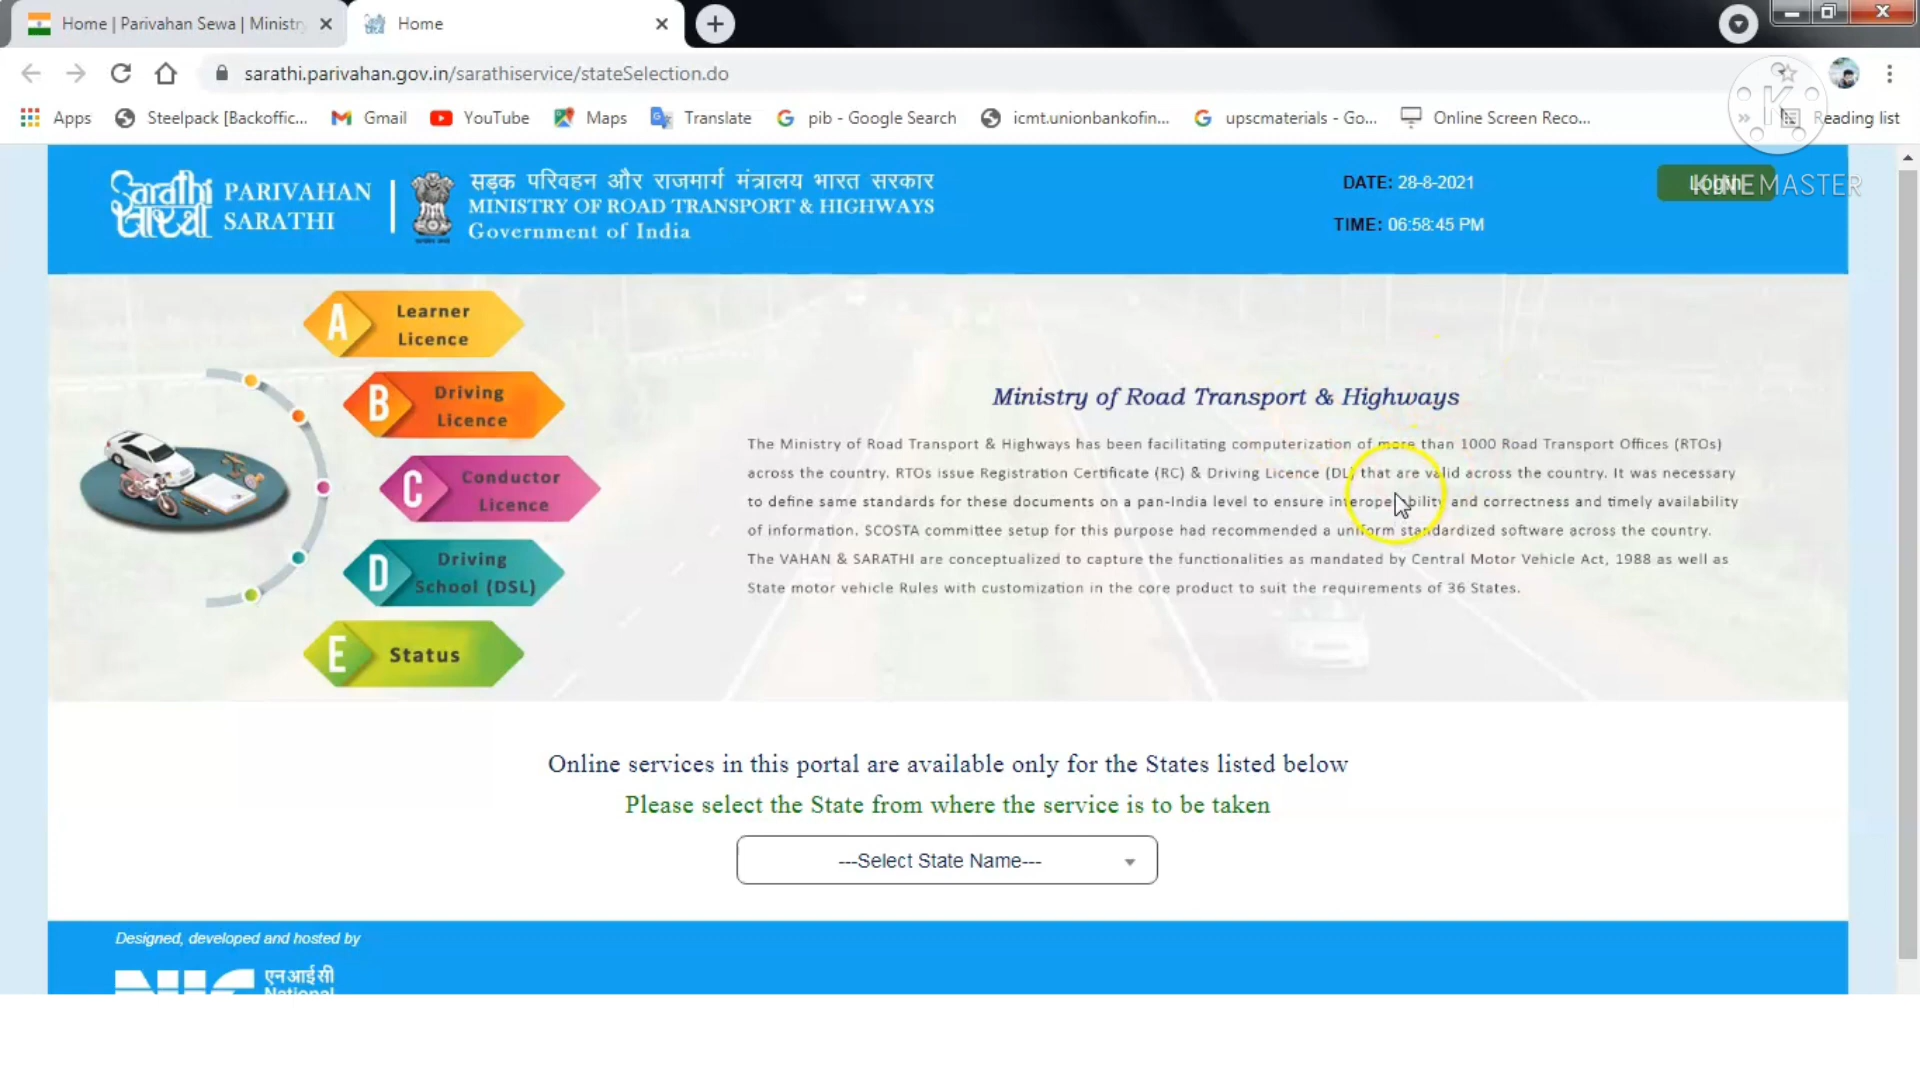 Home | Parivahan Sewa | Ministry
Home
sarathi.parivahan.gov.in/sarathiservice/stateSelection.do
Apps
Steelpack [Backoffic...
Gmail
YouTube
Maps
Translate
pib - Google Search
icmt.unionbankofin...
upscmaterials - Go...
Online Screen Reco...
Reading list
Sarathi
सारथी
PARIVAHAN
SARATHI
सड़क परिवहन और राजमार्ग मंत्रालय भारत सरकार
MINISTRY OF ROAD TRANSPORT & HIGHWAYS
Government of India
DATE: 28-8-2021
TIME: 06:58:45 PM
Login
KINEMASTER
A Learner Licence
B Driving Licence
C Conductor Licence
D Driving School (DSL)
E Status
Ministry of Road Transport & Highways
The Ministry of Road Transport & Highways has been facilitating computerization of more than 1000 Road Transport Offices (RTOs)
across the country. RTOs issue Registration Certificate (RC) & Driving Licence (DL) that are valid across the country. It was necessary
to define same standards for these documents on a pan-India level to ensure interoperability and correctness and timely availability
of information. SCOSTA committee setup for this purpose had recommended a uniform standardized software across the country.
The VAHAN & SARATHI are conceptualized to capture the functionalities as mandated by Central Motor Vehicle Act, 1988 as well as
State motor vehicle Rules with customization in the core product to suit the requirements of 36 States.
Online services in this portal are available only for the States listed below
Please select the State from where the service is to be taken
---Select State Name---
Designed, developed and hosted by
NIC
एन आई सी
National